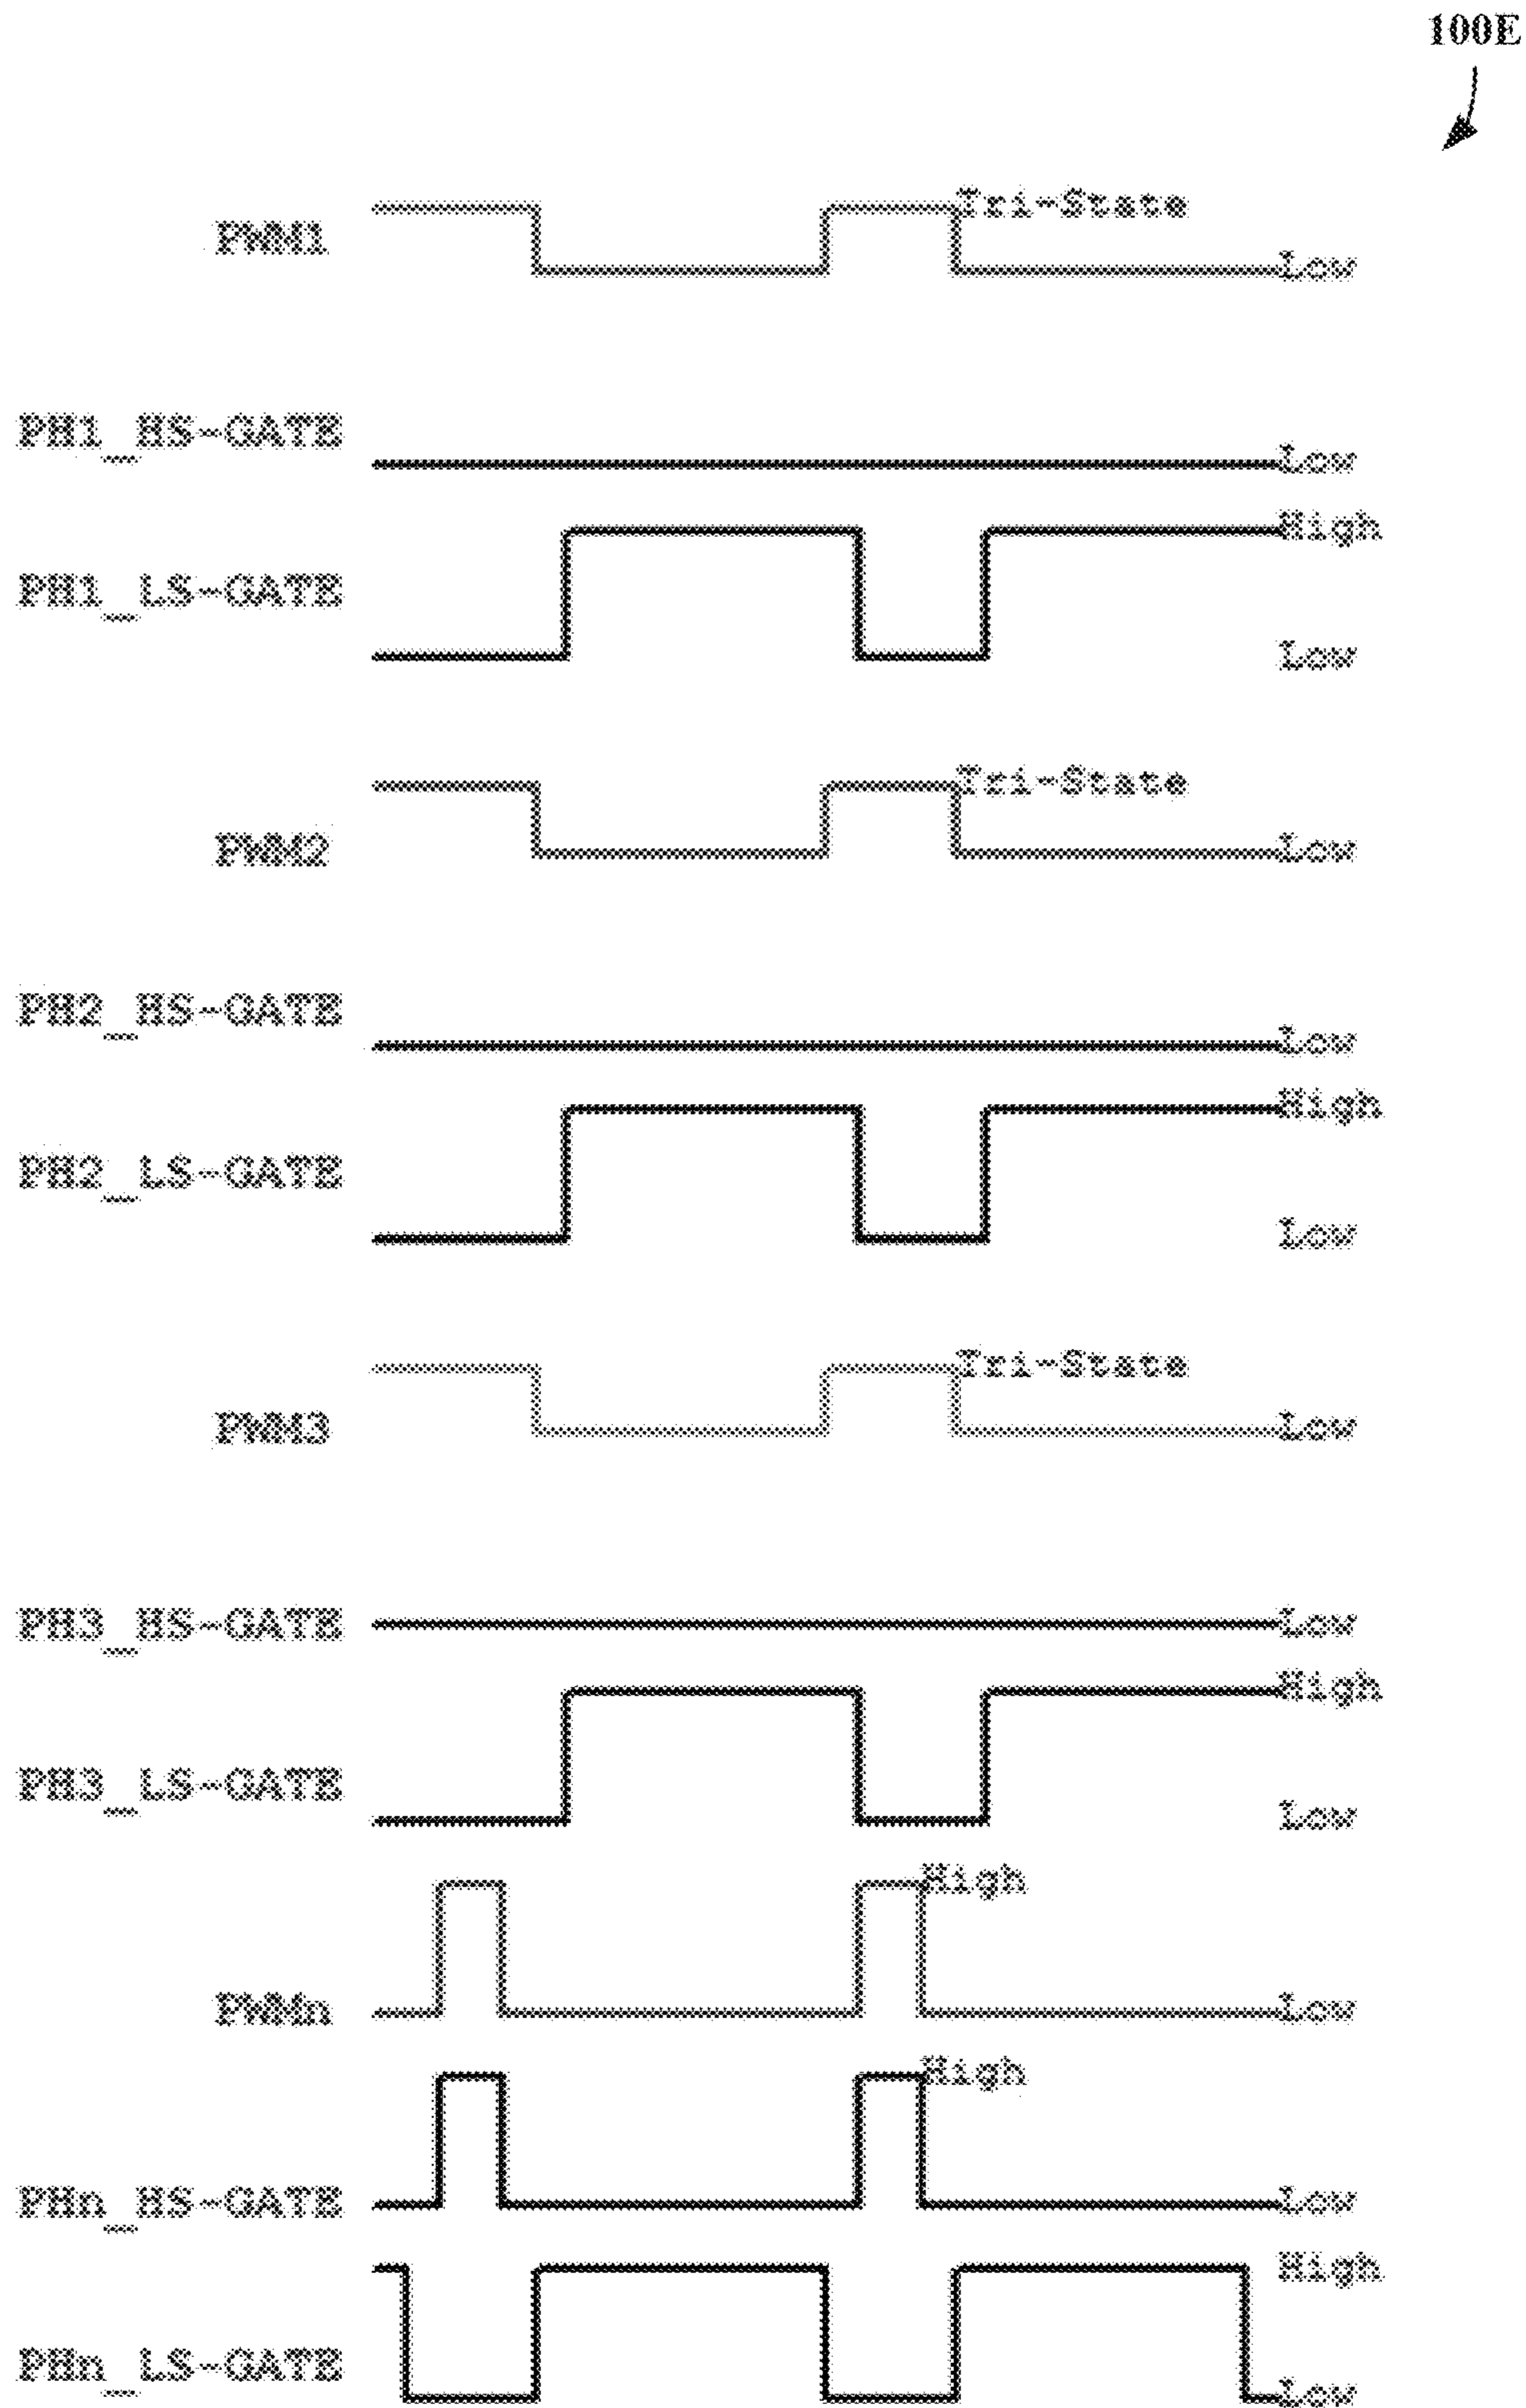 100E
PWM1
Tri-State
Low
PH1_HS-GATE
Low
High
PH1_LS-GATE
Low
PWM2
Tri-State
Low
PH2_HS-GATE
Low
High
PH2_LS-GATE
Low
PWM3
Tri-State
Low
PH3_HS-GATE
Low
High
PH3_LS-GATE
Low
High
PWMn
Low
High
PHn_HS-GATE
Low
High
PHn_LS-GATE
Low